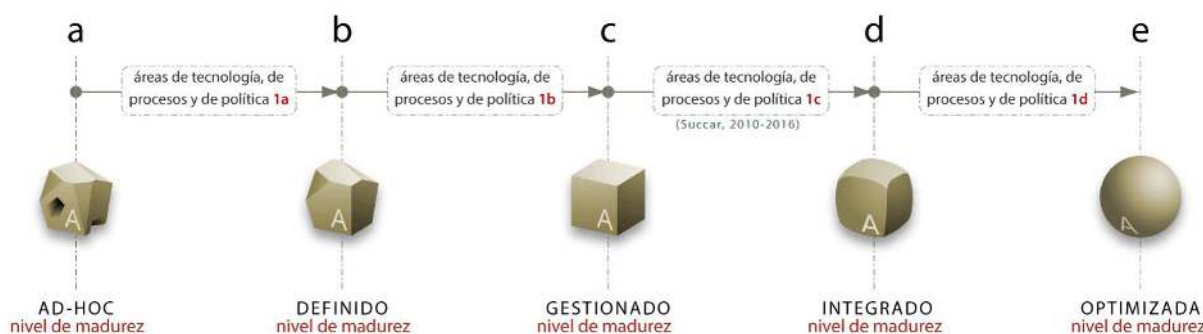 a
b
c
d
e
áreas de tecnología, de
procesos y de política 1a
áreas de tecnología, de
procesos y de política 1b
áreas de tecnología, de
procesos y de política 1c
(Succar, 2010-2016)
áreas de tecnología, de
procesos y de política 1d
A
A
A
A
A
AD-HOC
nivel de madurez
DEFINIDO
nivel de madurez
GESTIONADO
nivel de madurez
INTEGRADO
nivel de madurez
OPTIMIZADA
nivel de madurez